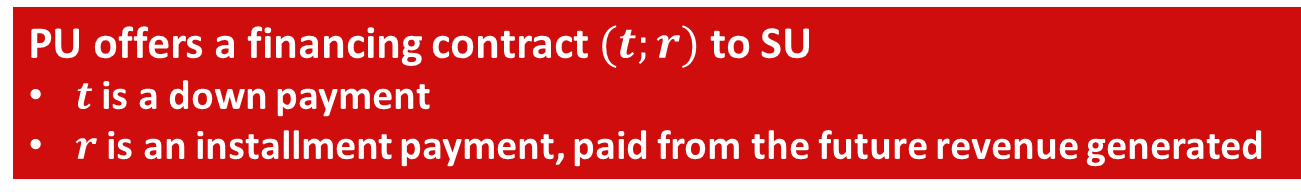 PU offers a financing contract (t; r) to SU
• t is a down payment
• r is an installment payment, paid from the future revenue generated